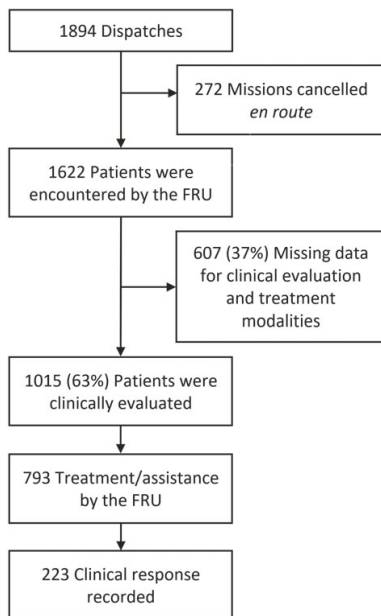 1894 Dispatches
272 Missions cancelled
en route
1622 Patients were
encountered by the FRU
607 (37%) Missing data
for clinical evaluation
and treatment
modalities
1015 (63%) Patients were
clinically evaluated
793 Treatment/assistance
by the FRU
223 Clinical response
recorded